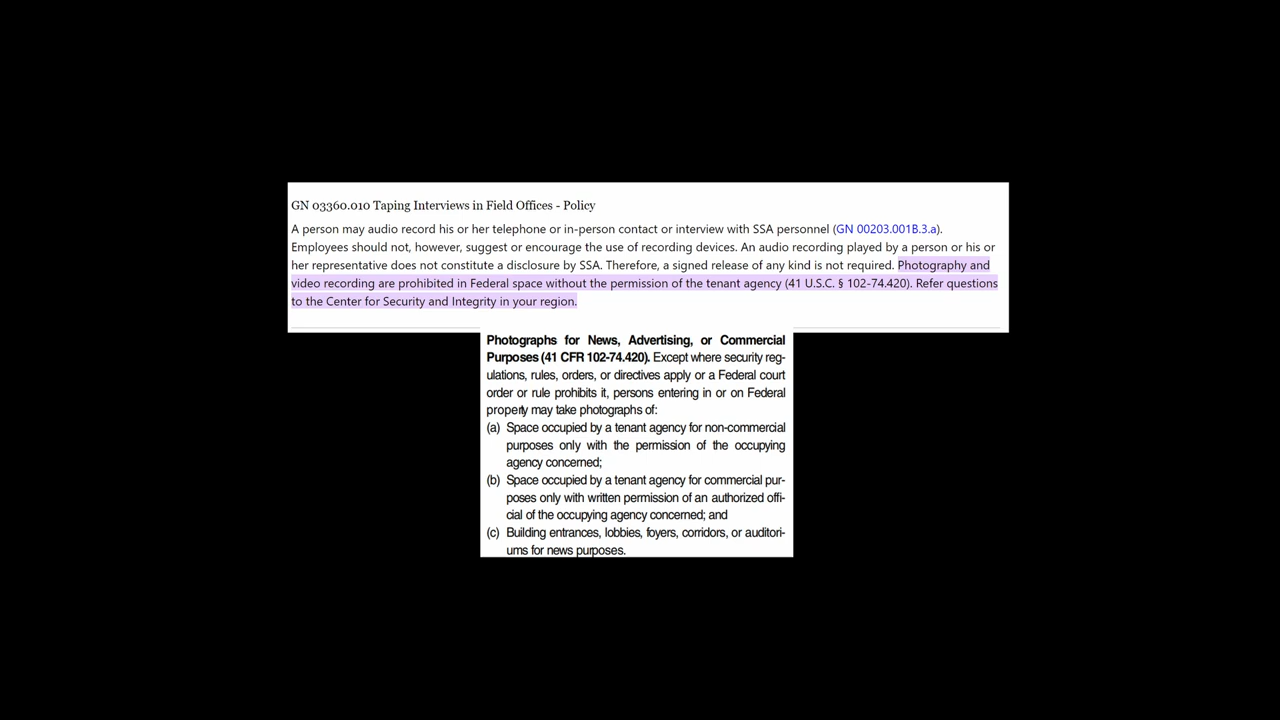 GN 03360.010 Taping Interviews in Field Offices - Policy
A person may audio record his or her telephone or in-person contact or interview with SSA personnel (GN 00203.001B.3.a).
Employees should not, however, suggest or encourage the use of recording devices. An audio recording played by a person or his or
her representative does not constitute a disclosure by SSA. Therefore, a signed release of any kind is not required. Photography and
video recording are prohibited in Federal space without the permission of the tenant agency (41 U.S.C. § 102-74.420). Refer questions
to the Center for Security and Integrity in your region.
Photographs for News, Advertising, or Commercial
Purposes (41 CFR 102-74.420). Except where security reg-
ulations, rules, orders, or directives apply or a Federal court
order or rule prohibits it, persons entering in or on Federal
property may take photographs of:
(a) Space occupied by a tenant agency for non-commercial
purposes only with the permission of the occupying
agency concerned;
(b) Space occupied by a tenant agency for commercial pur-
poses only with written permission of an authorized offi-
cial of the occupying agency concerned; and
(c) Building entrances, lobbies, foyers, corridors, or auditori-
ums for news purposes.